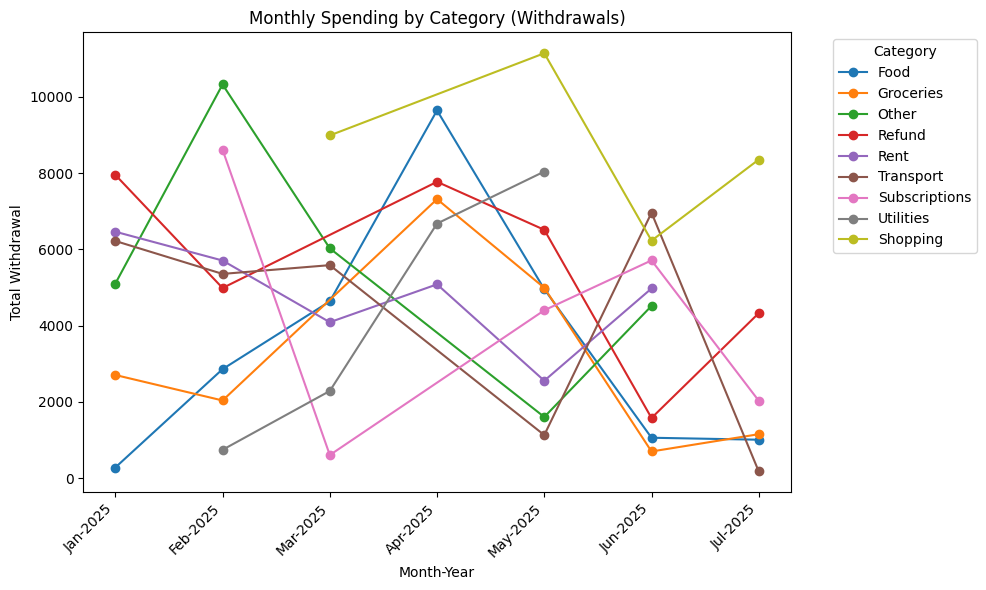 Monthly Spending by Category (Withdrawals)
Total Withdrawal
10000
8000
6000
4000
2000
0
Jan-2025
Feb-2025
Mar-2025
Apr-2025
May-2025
Jun-2025
Jul-2025
Month-Year
Category
Food
Groceries
Other
Refund
Rent
Transport
Subscriptions
Utilities
Shopping